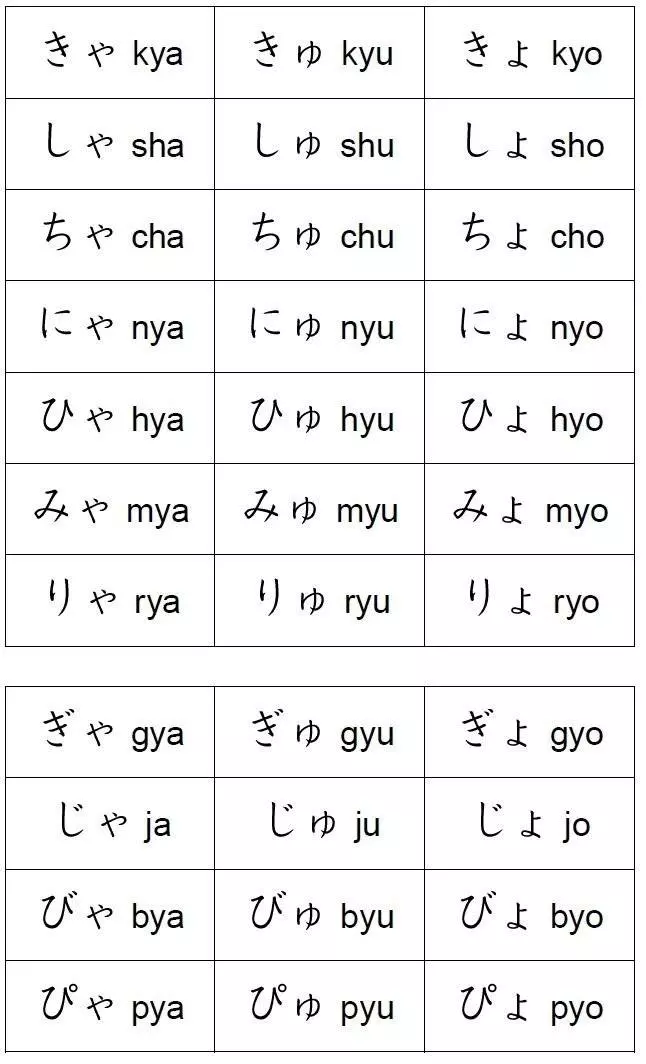 きゃ kya きゅ kyu きょ kyo
しゃ sha しゅ shu しょ sho
ちゃ cha ちゅ chu ちょ cho
にゃ nya にゅ nyu にょ nyo
ひゃ hya ひゅ hyu ひょ hyo
みゃ mya みゅ myu みょ myo
りゃ rya りゅ ryu りょ ryo
ぎゃ gya ぎゅ gyu ぎょ gyo
じゃ ja じゅ ju じょ jo
びゃ bya びゅ byu びょ byo
ぴゃ pya ぴゅ pyu ぴょ pyo